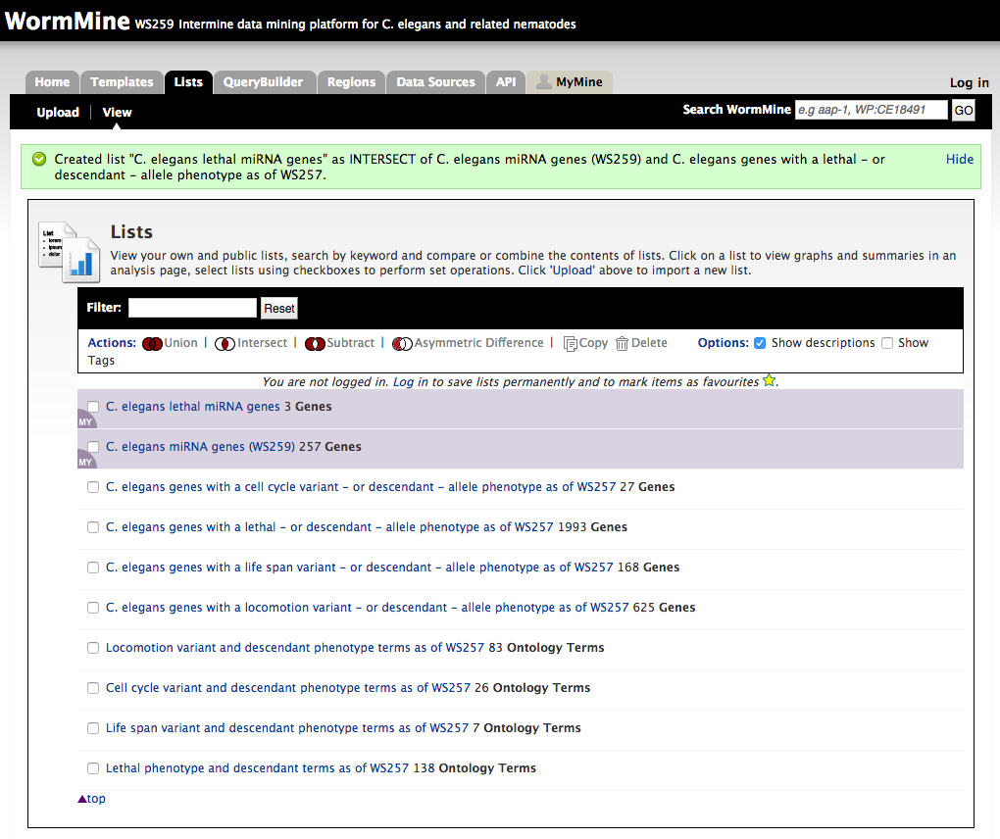 WormMine WS259 Intermine data mining platform for C. elegans and related nematodes
Home Templates Lists QueryBuilder Regions Data Sources API MyMine Log in
Upload | View Search WormMine e.g aap-1, WP:CE18491 GO
Created list "C. elegans lethal miRNA genes" as INTERSECT of C. elegans miRNA genes (WS259) and C. elegans genes with a lethal - or Hide
descendant - allele phenotype as of WS257.
List
lorem
ipsum
dolor
Lists
View your own and public lists, search by keyword and compare or combine the contents of lists. Click on a list to view graphs and summaries in an
analysis page, select lists using checkboxes to perform set operations. Click 'Upload' above to import a new list.
Filter: Reset
Actions: Union | Intersect | Subtract | Asymmetric Difference | Copy Delete Options: Show descriptions Show
Tags
You are not logged in. Log in to save lists permanently and to mark items as favourites .
C. elegans lethal miRNA genes 3 Genes
MY
C. elegans miRNA genes (WS259) 257 Genes
MY
C. elegans genes with a cell cycle variant - or descendant - allele phenotype as of WS257 27 Genes
C. elegans genes with a lethal - or descendant - allele phenotype as of WS257 1993 Genes
C. elegans genes with a life span variant - or descendant - allele phenotype as of WS257 168 Genes
C. elegans genes with a locomotion variant - or descendant - allele phenotype as of WS257 625 Genes
Locomotion variant and descendant phenotype terms as of WS257 83 Ontology Terms
Cell cycle variant and descendant phenotype terms as of WS257 26 Ontology Terms
Life span variant and descendant phenotype terms as of WS257 7 Ontology Terms
Lethal phenotype and descendant terms as of WS257 138 Ontology Terms
▲top